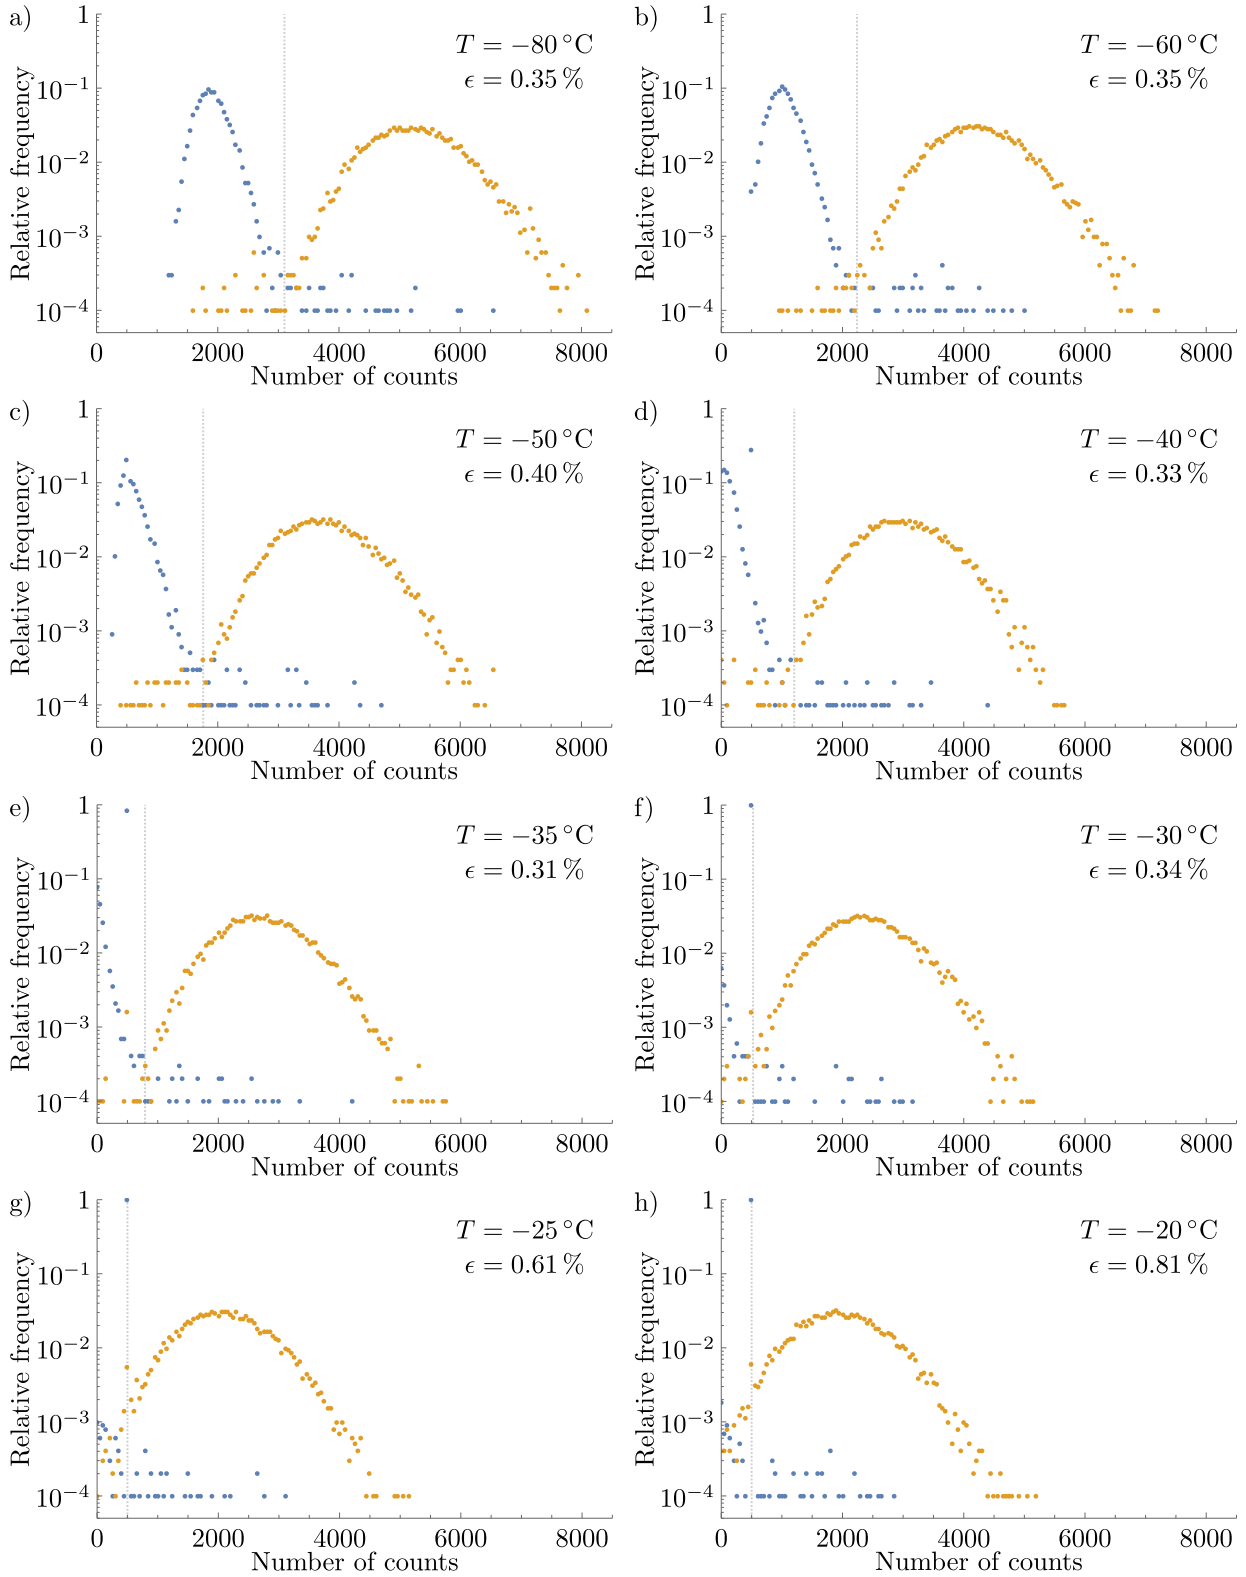 a)
T = −80 °C
ϵ = 0.35 %
Relative frequency
1
10⁻¹
10⁻²
10⁻³
10⁻⁴
0 2000 4000 6000 8000
Number of counts
b)
T = −60 °C
ϵ = 0.35 %
Relative frequency
1
10⁻¹
10⁻²
10⁻³
10⁻⁴
0 2000 4000 6000 8000
Number of counts
c)
T = −50 °C
ϵ = 0.40 %
Relative frequency
1
10⁻¹
10⁻²
10⁻³
10⁻⁴
0 2000 4000 6000 8000
Number of counts
d)
T = −40 °C
ϵ = 0.33 %
Relative frequency
1
10⁻¹
10⁻²
10⁻³
10⁻⁴
0 2000 4000 6000 8000
Number of counts
e)
T = −35 °C
ϵ = 0.31 %
Relative frequency
1
10⁻¹
10⁻²
10⁻³
10⁻⁴
0 2000 4000 6000 8000
Number of counts
f)
T = −30 °C
ϵ = 0.34 %
Relative frequency
1
10⁻¹
10⁻²
10⁻³
10⁻⁴
0 2000 4000 6000 8000
Number of counts
g)
T = −25 °C
ϵ = 0.61 %
Relative frequency
1
10⁻¹
10⁻²
10⁻³
10⁻⁴
0 2000 4000 6000 8000
Number of counts
h)
T = −20 °C
ϵ = 0.81 %
Relative frequency
1
10⁻¹
10⁻²
10⁻³
10⁻⁴
0 2000 4000 6000 8000
Number of counts